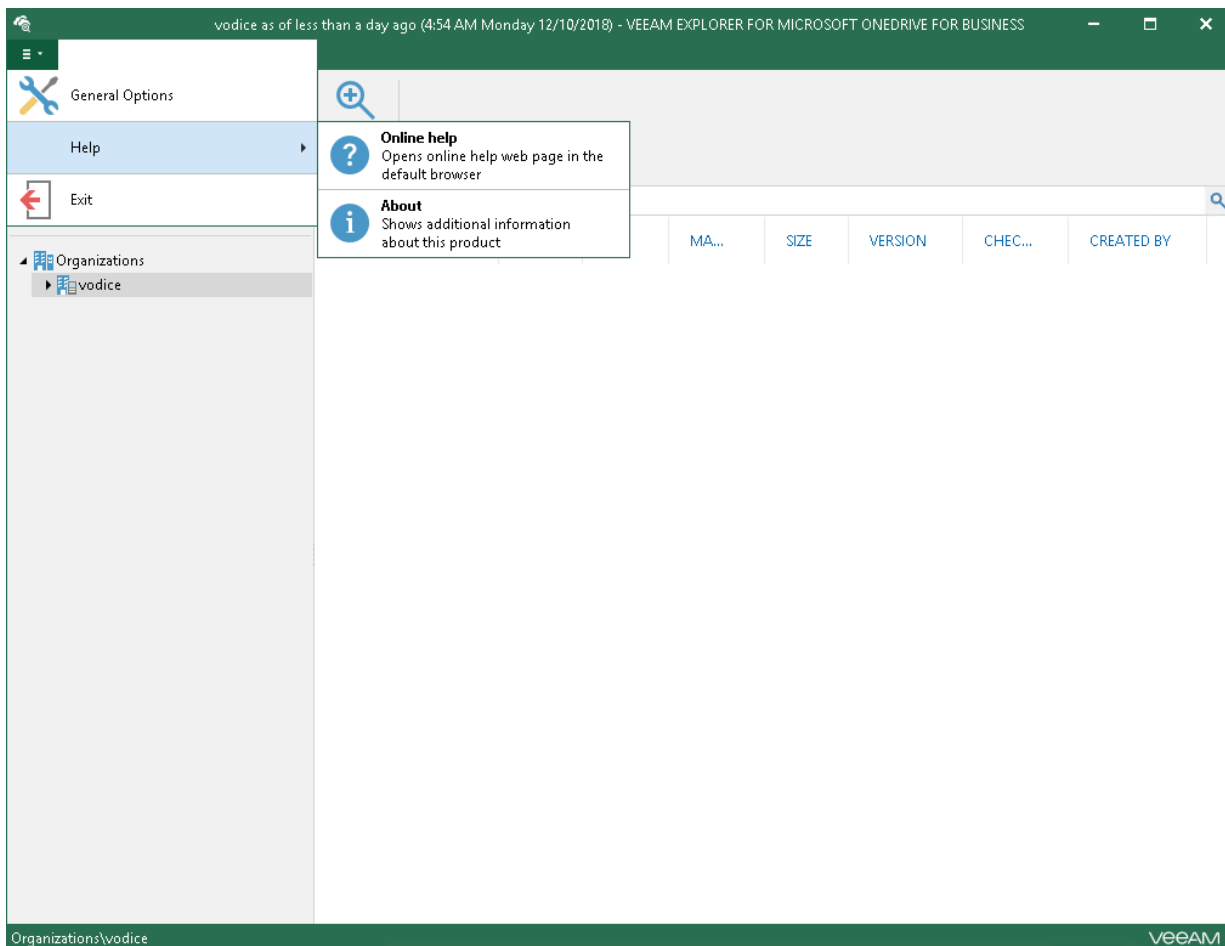 vodice as of less than a day ago (4:54 AM Monday 12/10/2018) - VEEAM EXPLORER FOR MICROSOFT ONEDRIVE FOR BUSINESS
General Options
Help
Exit
Online help
Opens online help web page in the
default browser
About
Shows additional information
about this product
MA... SIZE VERSION CHEC... CREATED BY
Organizations
vodice
Organizations\vodice
veeAM